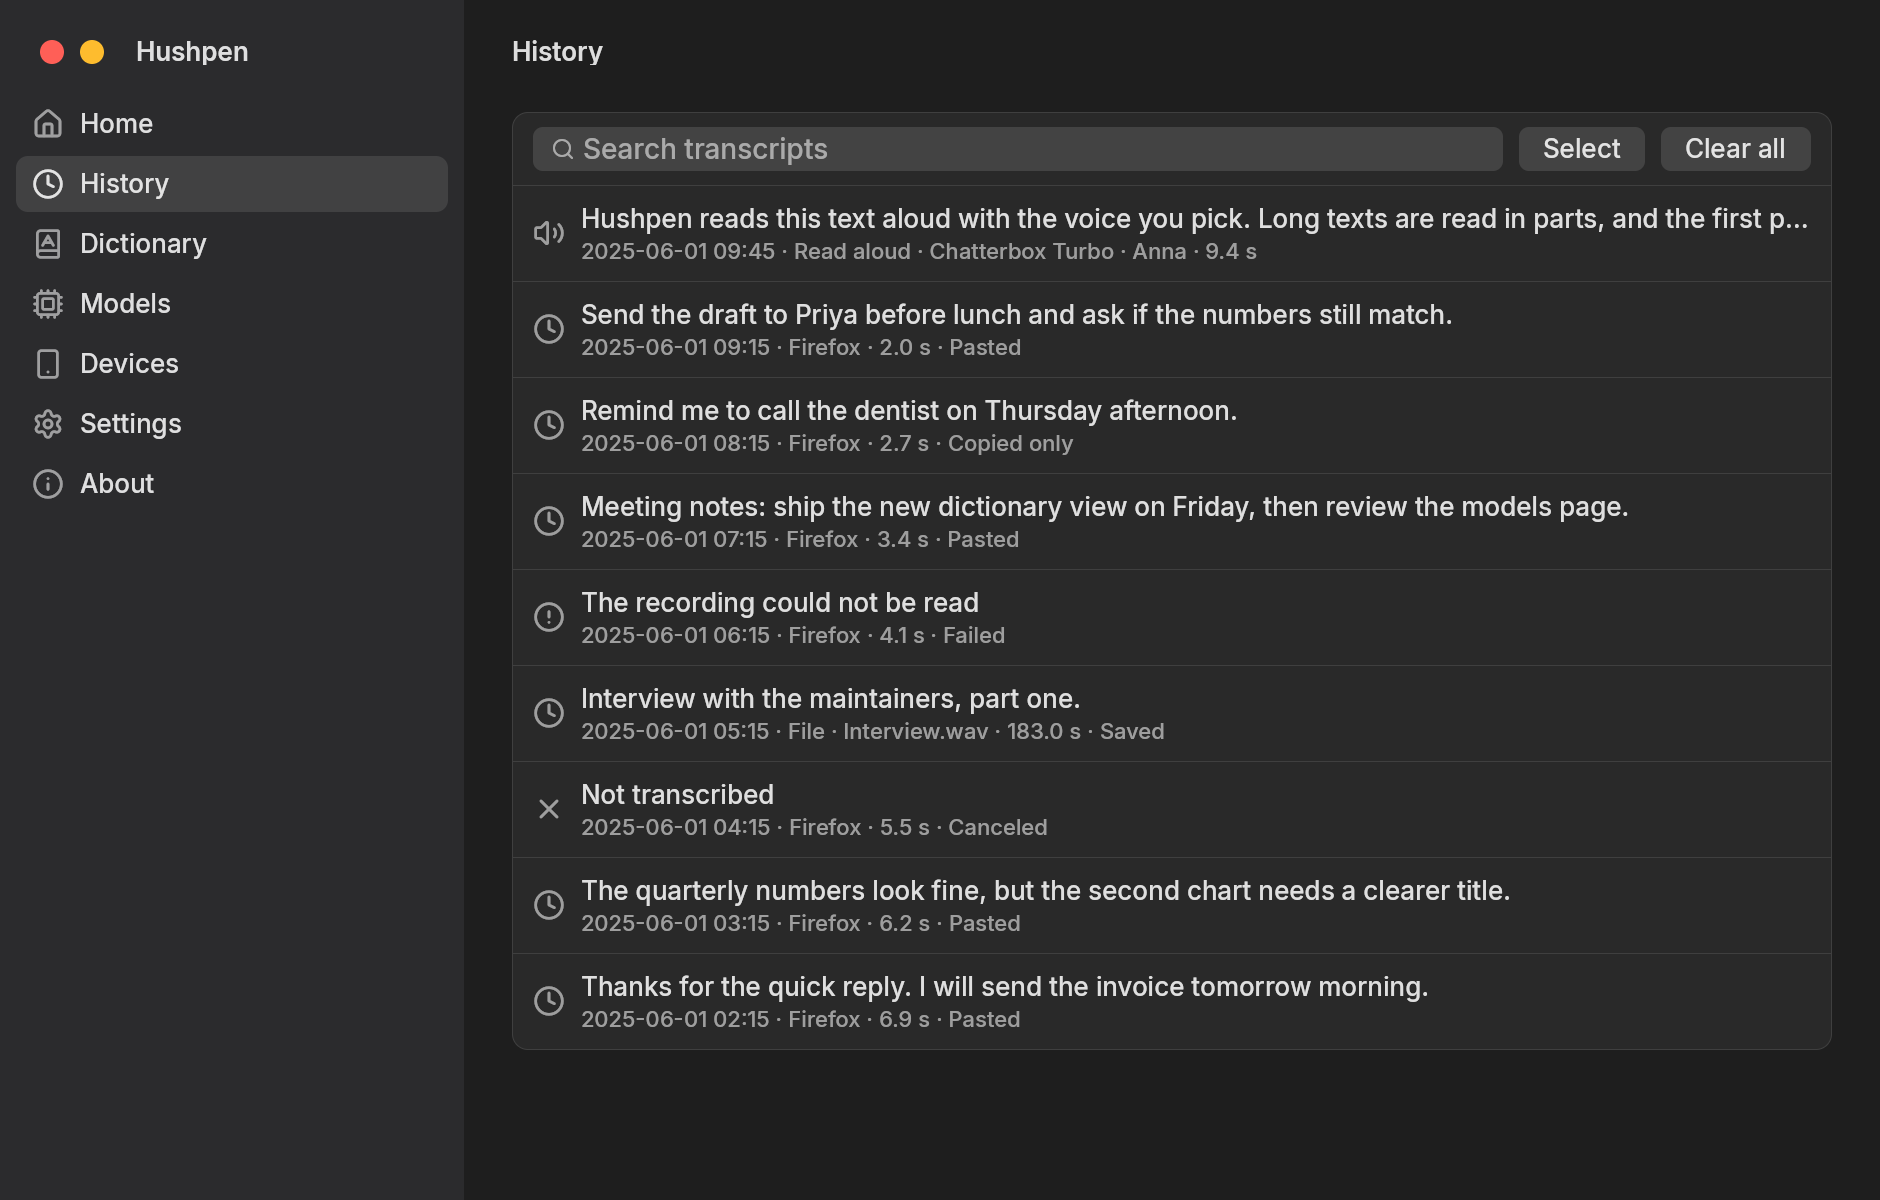 Hushpen
Home
History
Dictionary
Models
Devices
Settings
About
History
Search transcripts
Select
Clear all
Hushpen reads this text aloud with the voice you pick. Long texts are read in parts, and the first p...
2025-06-01 09:45 · Read aloud · Chatterbox Turbo · Anna · 9.4 s
Send the draft to Priya before lunch and ask if the numbers still match.
2025-06-01 09:15 · Firefox · 2.0 s · Pasted
Remind me to call the dentist on Thursday afternoon.
2025-06-01 08:15 · Firefox · 2.7 s · Copied only
Meeting notes: ship the new dictionary view on Friday, then review the models page.
2025-06-01 07:15 · Firefox · 3.4 s · Pasted
The recording could not be read
2025-06-01 06:15 · Firefox · 4.1 s · Failed
Interview with the maintainers, part one.
2025-06-01 05:15 · File · Interview.wav · 183.0 s · Saved
Not transcribed
2025-06-01 04:15 · Firefox · 5.5 s · Canceled
The quarterly numbers look fine, but the second chart needs a clearer title.
2025-06-01 03:15 · Firefox · 6.2 s · Pasted
Thanks for the quick reply. I will send the invoice tomorrow morning.
2025-06-01 02:15 · Firefox · 6.9 s · Pasted